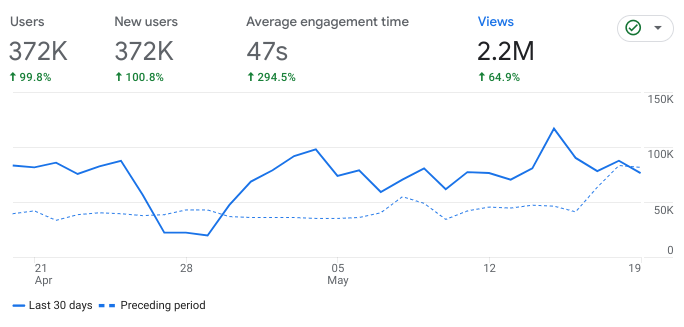 Users
372K
↑ 99.8%
New users
372K
↑ 100.8%
Average engagement time
47s
↑ 294.5%
Views
2.2M
↑ 64.9%
150K
100K
50K
0
21
Apr
28
05
May
12
19
Last 30 days
Preceding period